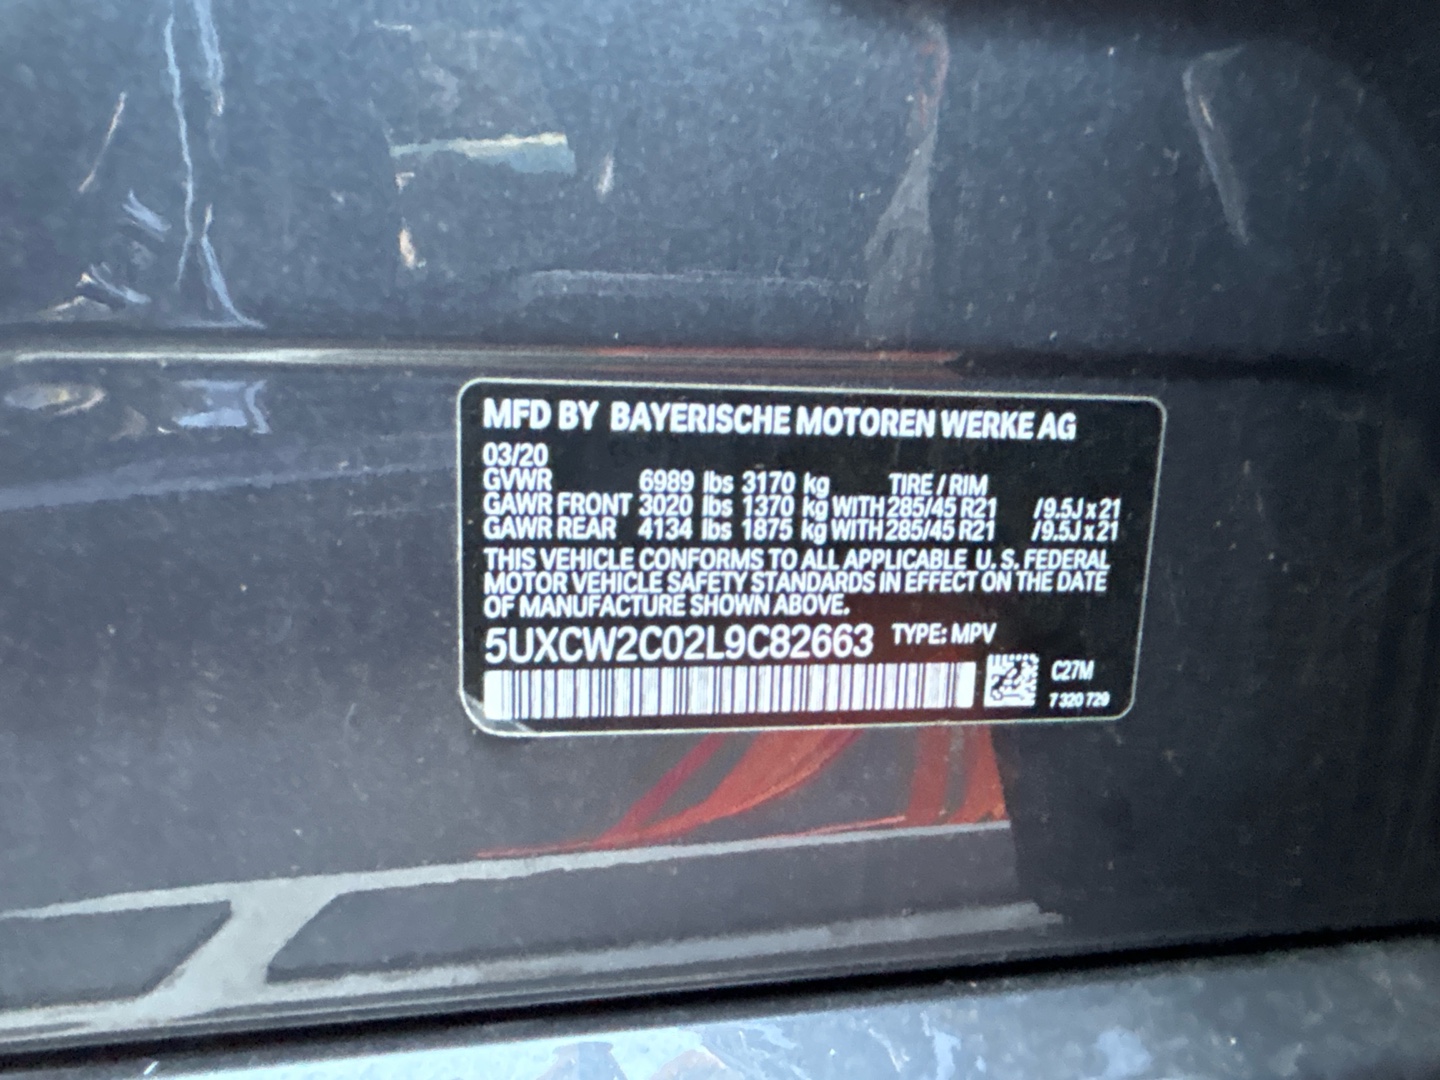 MFD BY BAYERISCHE MOTOREN WERKE AG
03/20
GVWR 6989 lbs 3170 kg TIRE / RIM
GAWR FRONT 3020 lbs 1370 kg WITH 285/45 R21 /9.5J x 21
GAWR REAR 4134 lbs 1875 kg WITH 285/45 R21 /9.5J x 21
THIS VEHICLE CONFORMS TO ALL APPLICABLE U. S. FEDERAL
MOTOR VEHICLE SAFETY STANDARDS IN EFFECT ON THE DATE
OF MANUFACTURE SHOWN ABOVE.
5UXCW2C02L9C82663 TYPE: MPV
C27M
7 320 729